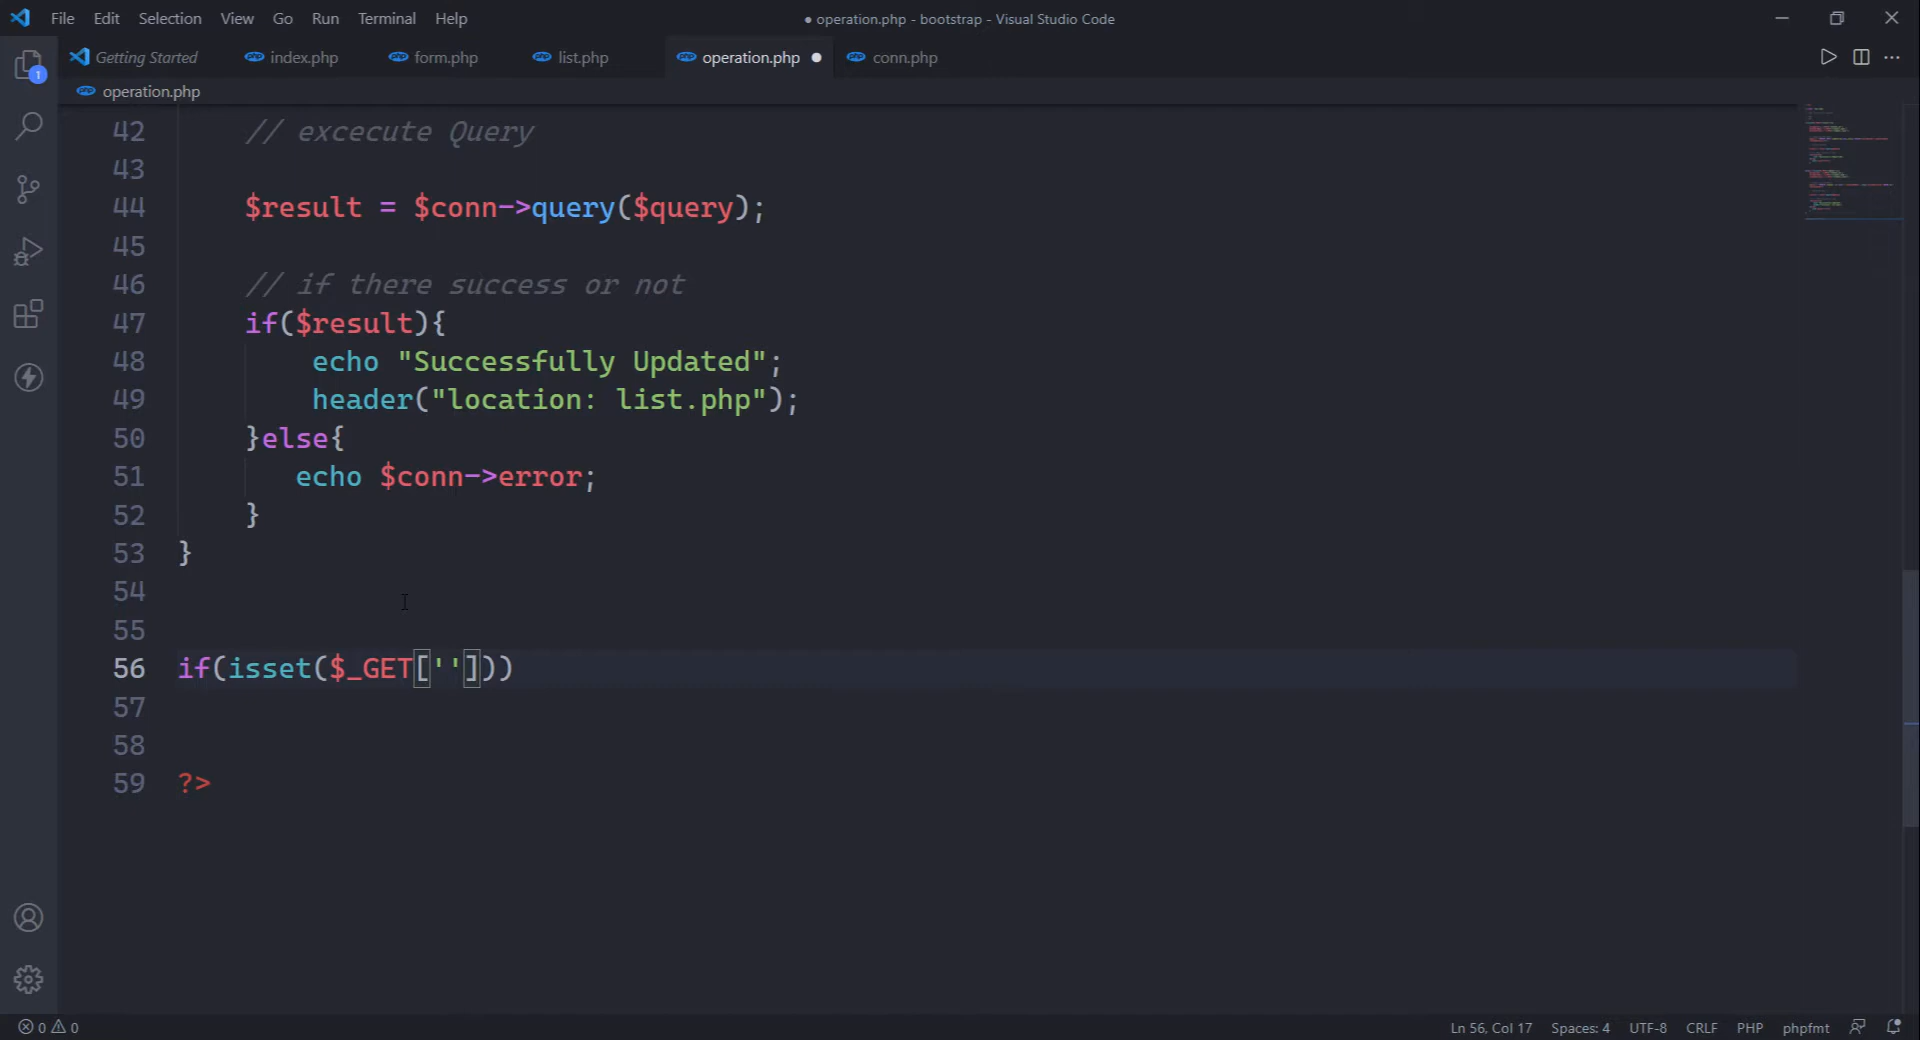 File Edit Selection View Go Run Terminal Help
● operation.php - bootstrap - Visual Studio Code
Getting Started index.php form.php list.php operation.php ● conn.php
1
operation.php
42 // excecute Query
43
44 $result = $conn->query($query);
45
46 // if there success or not
47 if($result){
48 echo "Successfully Updated";
49 header("location: list.php");
50 }else{
51 echo $conn->error;
52 }
53 }
54
55
56 if(isset($_GET['']))
57
58
59 ?>
0 0 Ln 56, Col 17 Spaces: 4 UTF-8 CRLF PHP phpfmt